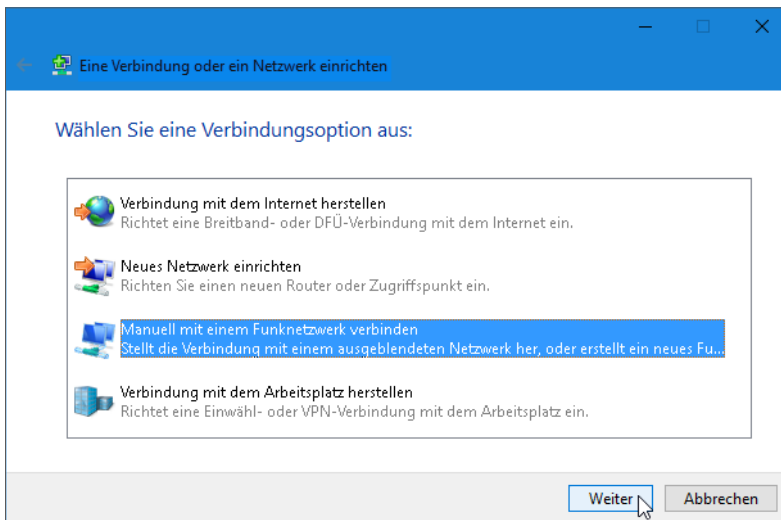 Eine Verbindung oder ein Netzwerk einrichten
Wählen Sie eine Verbindungsoption aus:
Verbindung mit dem Internet herstellen
Richtet eine Breitband- oder DFÜ-Verbindung mit dem Internet ein.
Neues Netzwerk einrichten
Richten Sie einen neuen Router oder Zugriffspunkt ein.
Manuell mit einem Funknetzwerk verbinden
Stellt die Verbindung mit einem ausgeblendeten Netzwerk her, oder erstellt ein neues Fu...
Verbindung mit dem Arbeitsplatz herstellen
Richtet eine Einwähl- oder VPN-Verbindung mit dem Arbeitsplatz ein.
Weiter Abbrechen